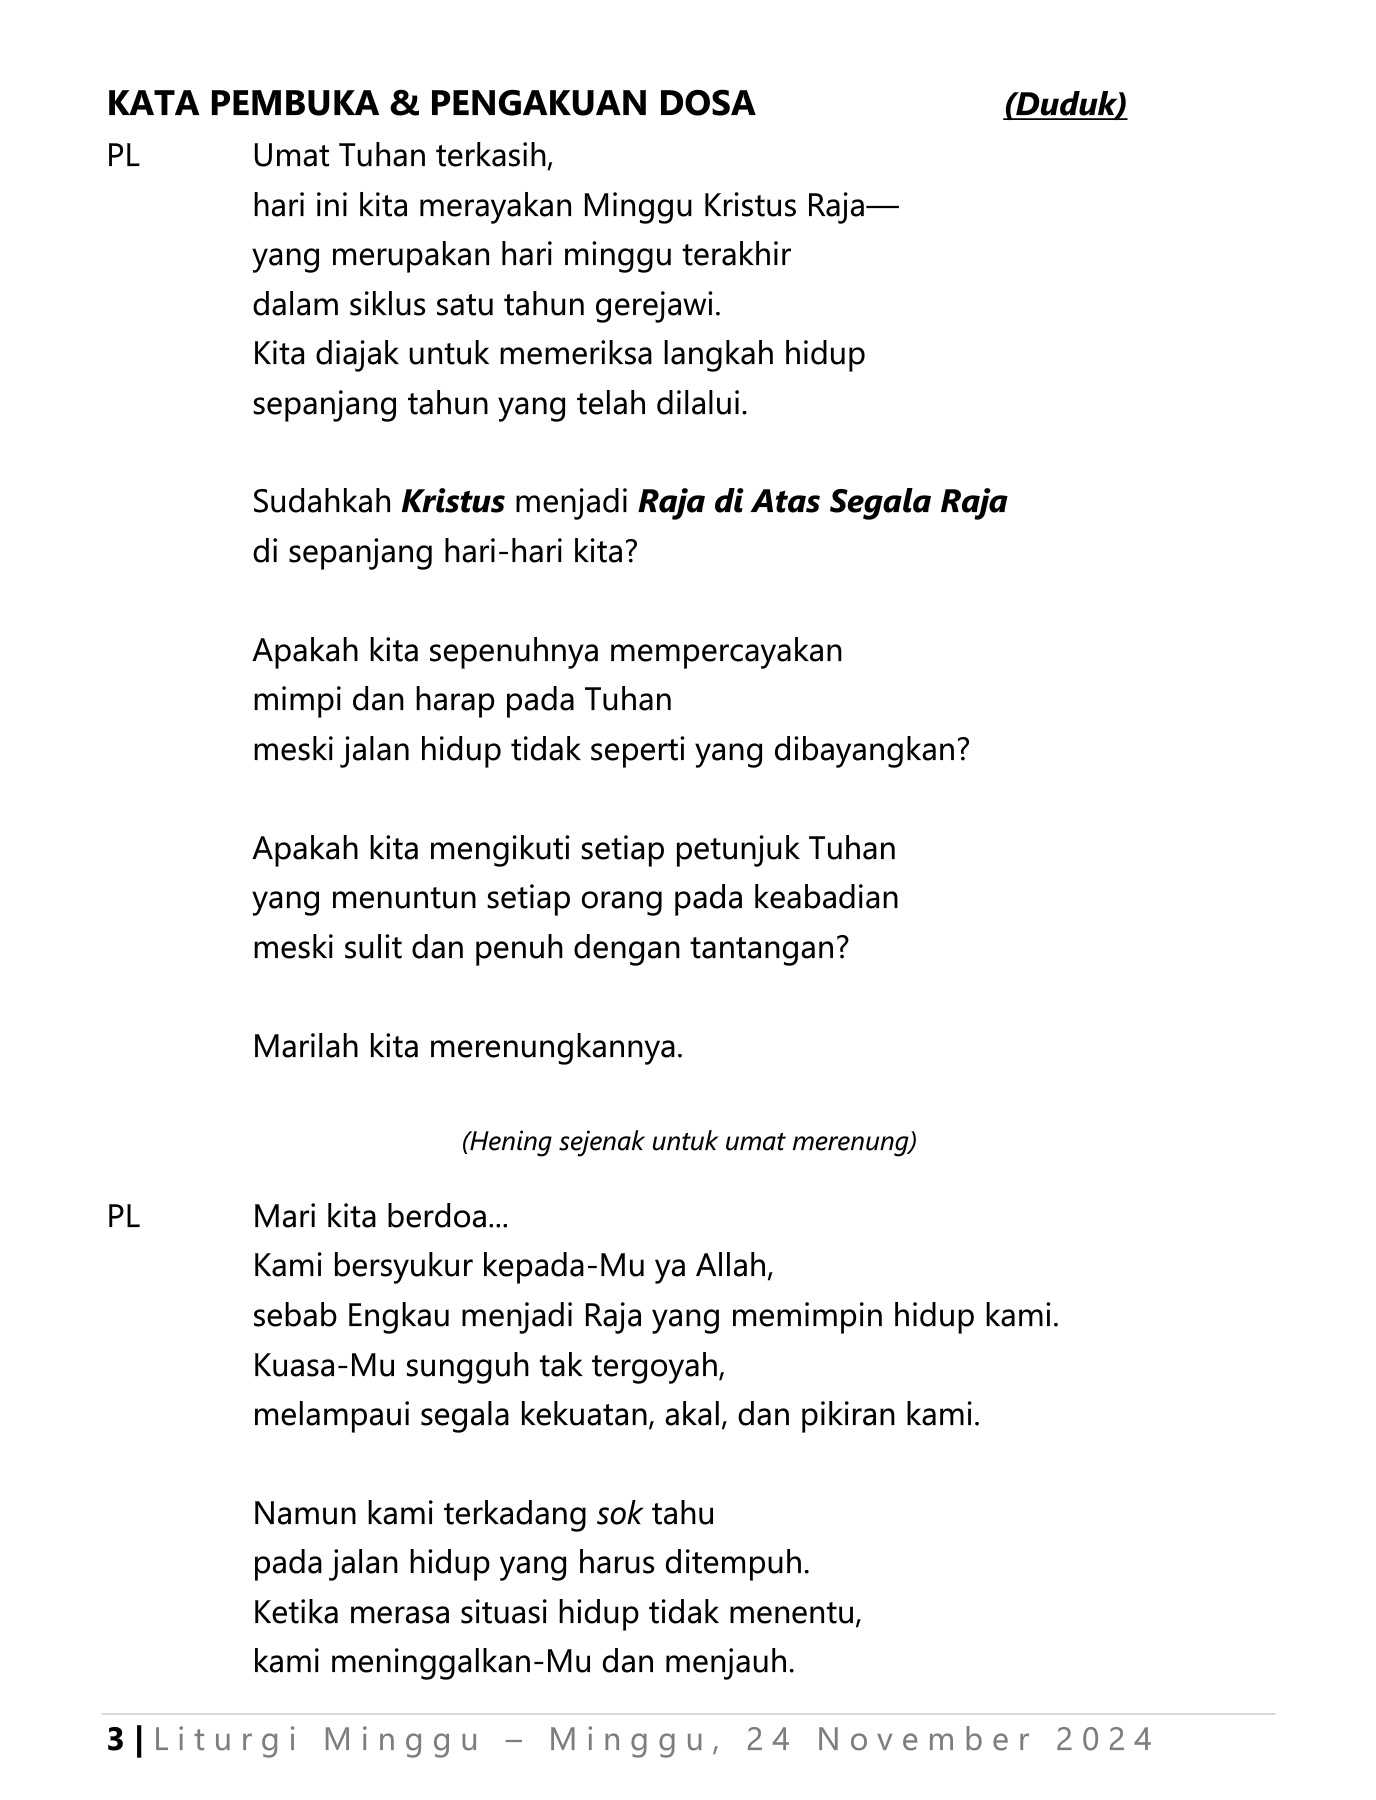 KATA PEMBUKA & PENGAKUAN DOSA (Duduk)
PL Umat Tuhan terkasih,
hari ini kita merayakan Minggu Kristus Raja—
yang merupakan hari minggu terakhir
dalam siklus satu tahun gerejawi.
Kita diajak untuk memeriksa langkah hidup
sepanjang tahun yang telah dilalui.
Sudahkah Kristus menjadi Raja di Atas Segala Raja
di sepanjang hari-hari kita?
Apakah kita sepenuhnya mempercayakan
mimpi dan harap pada Tuhan
meski jalan hidup tidak seperti yang dibayangkan?
Apakah kita mengikuti setiap petunjuk Tuhan
yang menuntun setiap orang pada keabadian
meski sulit dan penuh dengan tantangan?
Marilah kita merenungkannya.
(Hening sejenak untuk umat merenung)
PL Mari kita berdoa...
Kami bersyukur kepada-Mu ya Allah,
sebab Engkau menjadi Raja yang memimpin hidup kami.
Kuasa-Mu sungguh tak tergoyah,
melampaui segala kekuatan, akal, dan pikiran kami.
Namun kami terkadang sok tahu
pada jalan hidup yang harus ditempuh.
Ketika merasa situasi hidup tidak menentu,
kami meninggalkan-Mu dan menjauh.
3 | Liturgi Minggu – Minggu, 24 November 2024